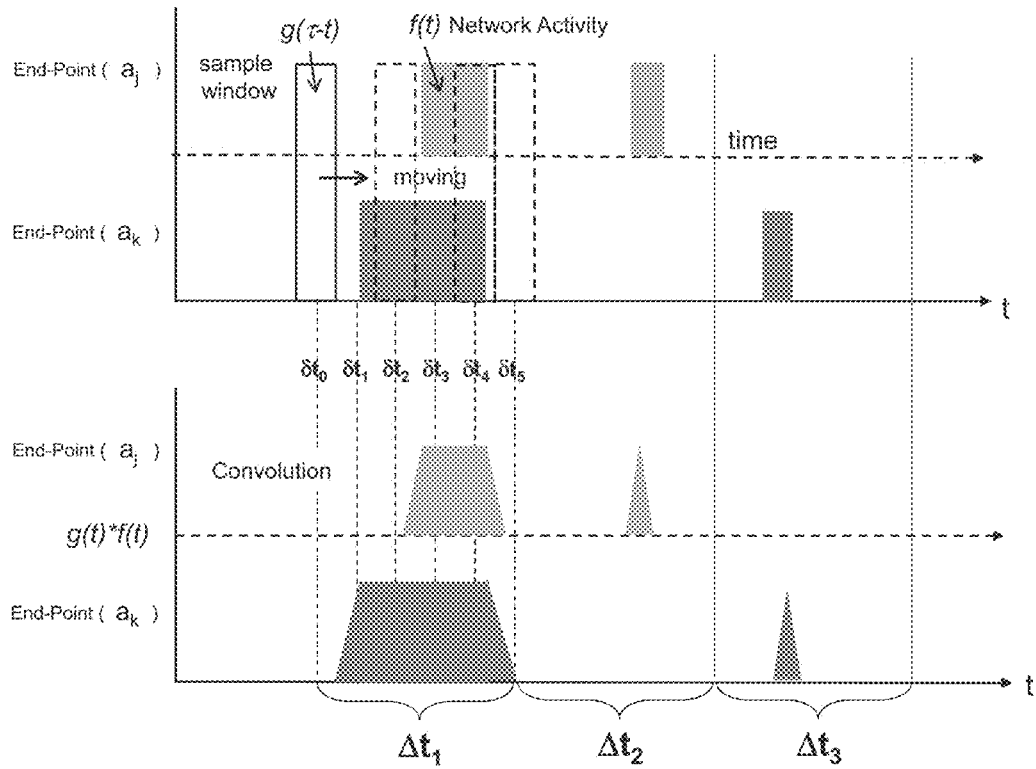 g(τ-t)
f(t) Network Activity
End-Point ( aj )
sample
window
time
moving
End-Point ( ak )
t
δt0 δt1 δt2 δt3 δt4 δt5
End-Point ( aj )
Convolution
g(t)*f(t)
End-Point ( ak )
t
Δt1 Δt2 Δt3